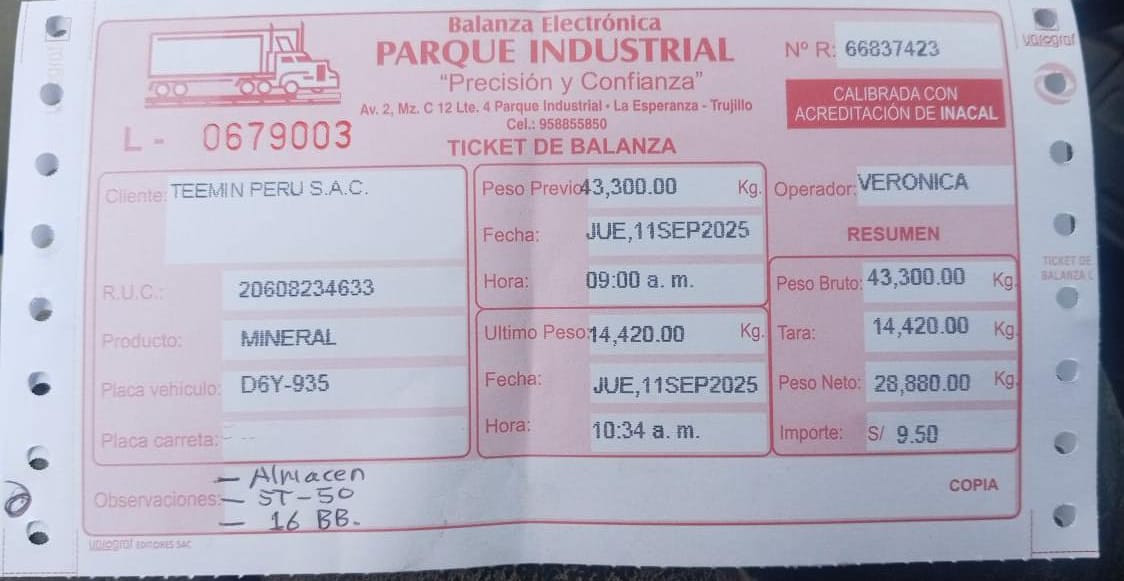 Balanza Electrónica
PARQUE INDUSTRIAL
"Precisión y Confianza"
Av. 2, Mz. C 12 Lte. 4 Parque Industrial • La Esperanza - Trujillo
Cel.: 958855850
Nº R: 66837423
CALIBRADA CON
ACREDITACIÓN DE INACAL
L - 0679003
TICKET DE BALANZA
Cliente: TEEMIN PERU S.A.C.
R.U.C.: 20608234633
Producto: MINERAL
Placa vehículo: D6Y-935
Placa carreta: - --
Peso Previo 43,300.00 Kg.
Fecha: JUE,11SEP2025
Hora: 09:00 a. m.
Ultimo Peso: 14,420.00 Kg.
Fecha: JUE,11SEP2025
Hora: 10:34 a. m.
Operador: VERONICA
RESUMEN
Peso Bruto: 43,300.00 Kg.
Tara: 14,420.00 Kg.
Peso Neto: 28,880.00 Kg.
Importe: S/ 9.50
Observaciones:
- Almacen
- ST-50
- 16 BB.
COPIA
valograf EDITORES SAC
valograf
TICKET DE
BALANZA